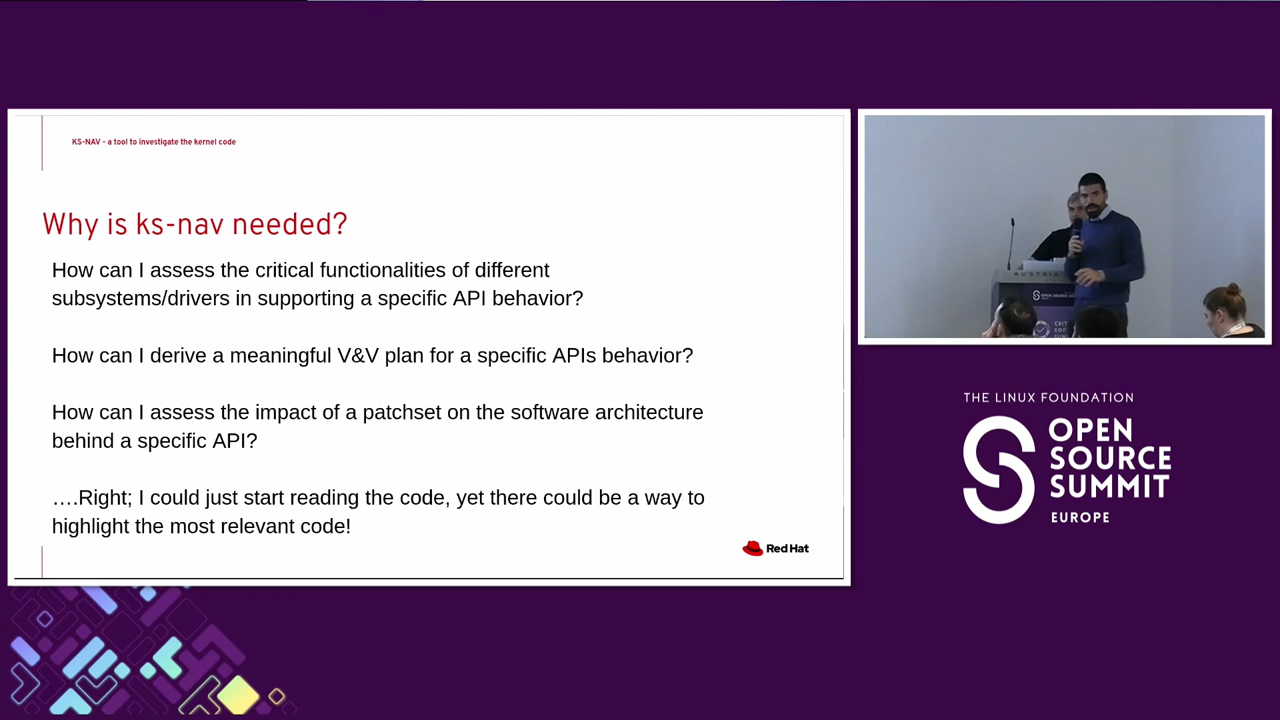 KS-NAV - a tool to investigate the kernel code
Why is ks-nav needed?
How can I assess the critical functionalities of different
subsystems/drivers in supporting a specific API behavior?
How can I derive a meaningful V&V plan for a specific APIs behavior?
How can I assess the impact of a patchset on the software architecture
behind a specific API?
….Right; I could just start reading the code, yet there could be a way to
highlight the most relevant code!
Red Hat
AUSTRIA
OPEN SOURCE
THE LINUX FOUNDATION
OPEN
SOURCE
SUMMIT
EUROPE